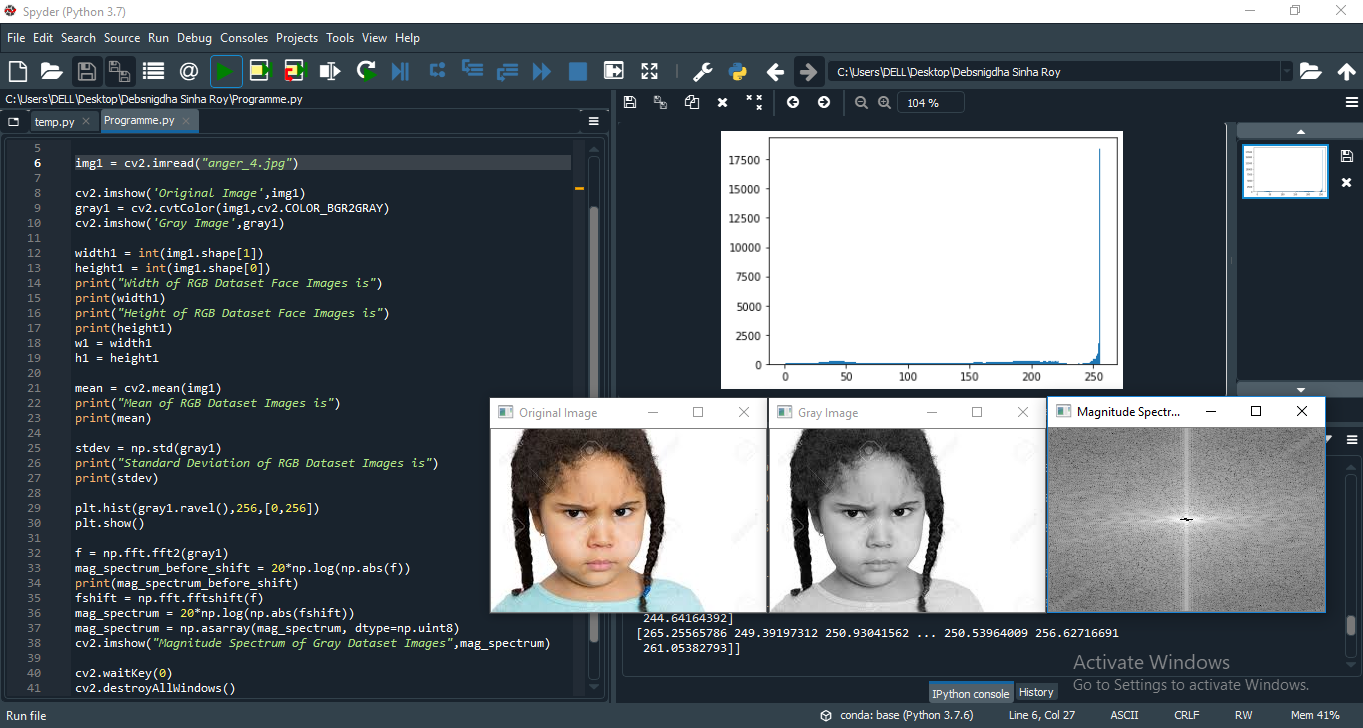 Spyder (Python 3.7)
File Edit Search Source Run Debug Consoles Projects Tools View Help
C:\Users\DELL\Desktop\Debsnigdha Sinha Roy
C:\Users\DELL\Desktop\Debsnigdha Sinha Roy\Programme.py
temp.py
Programme.py
5
6 img1 = cv2.imread("anger_4.jpg")
7
8 cv2.imshow('Original Image',img1)
9 gray1 = cv2.cvtColor(img1,cv2.COLOR_BGR2GRAY)
10 cv2.imshow('Gray Image',gray1)
11
12 width1 = int(img1.shape[1])
13 height1 = int(img1.shape[0])
14 print("Width of RGB Dataset Face Images is")
15 print(width1)
16 print("Height of RGB Dataset Face Images is")
17 print(height1)
18 w1 = width1
19 h1 = height1
20
21 mean = cv2.mean(img1)
22 print("Mean of RGB Dataset Images is")
23 print(mean)
24
25 stdev = np.std(gray1)
26 print("Standard Deviation of RGB Dataset Images is")
27 print(stdev)
28
29 plt.hist(gray1.ravel(),256,[0,256])
30 plt.show()
31
32 f = np.fft.fft2(gray1)
33 mag_spectrum_before_shift = 20*np.log(np.abs(f))
34 print(mag_spectrum_before_shift)
35 fshift = np.fft.fftshift(f)
36 mag_spectrum = 20*np.log(np.abs(fshift))
37 mag_spectrum = np.asarray(mag_spectrum, dtype=np.uint8)
38 cv2.imshow("Magnitude Spectrum of Gray Dataset Images",mag_spectrum)
39
40 cv2.waitKey(0)
41 cv2.destroyAllWindows()
104 %
17500
15000
12500
10000
7500
5000
2500
0
0 50 100 150 200 250
Original Image
Gray Image
Magnitude Spectr...
244.64164392]
[265.25565786 249.39197312 250.93041562 ... 250.53964009 256.62716691
261.05382793]]
Activate Windows
Go to Settings to activate Windows.
IPython console History
Run file
conda: base (Python 3.7.6) Line 6, Col 27 ASCII CRLF RW Mem 41%